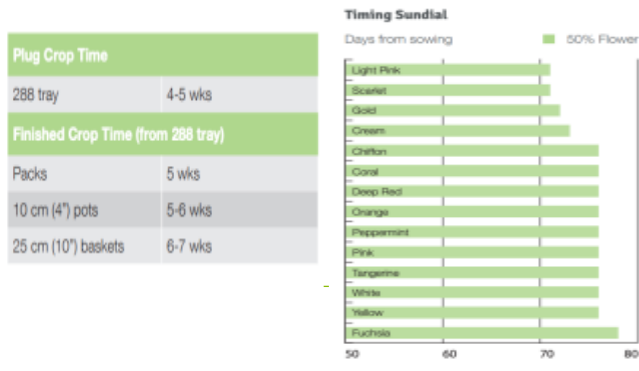 Plug Crop Time
288 tray 4-5 wks
Finished Crop Time (from 288 tray)
Packs 5 wks
10 cm (4") pots 5-6 wks
25 cm (10") baskets 6-7 wks
Timing Sundial
Days from sowing 50% Flower
Light Pink
Scarlet
Gold
Cream
Chiffon
Coral
Deep Red
Orange
Peppermint
Pink
Tangerine
White
Yellow
Fuchsia
50 60 70 80